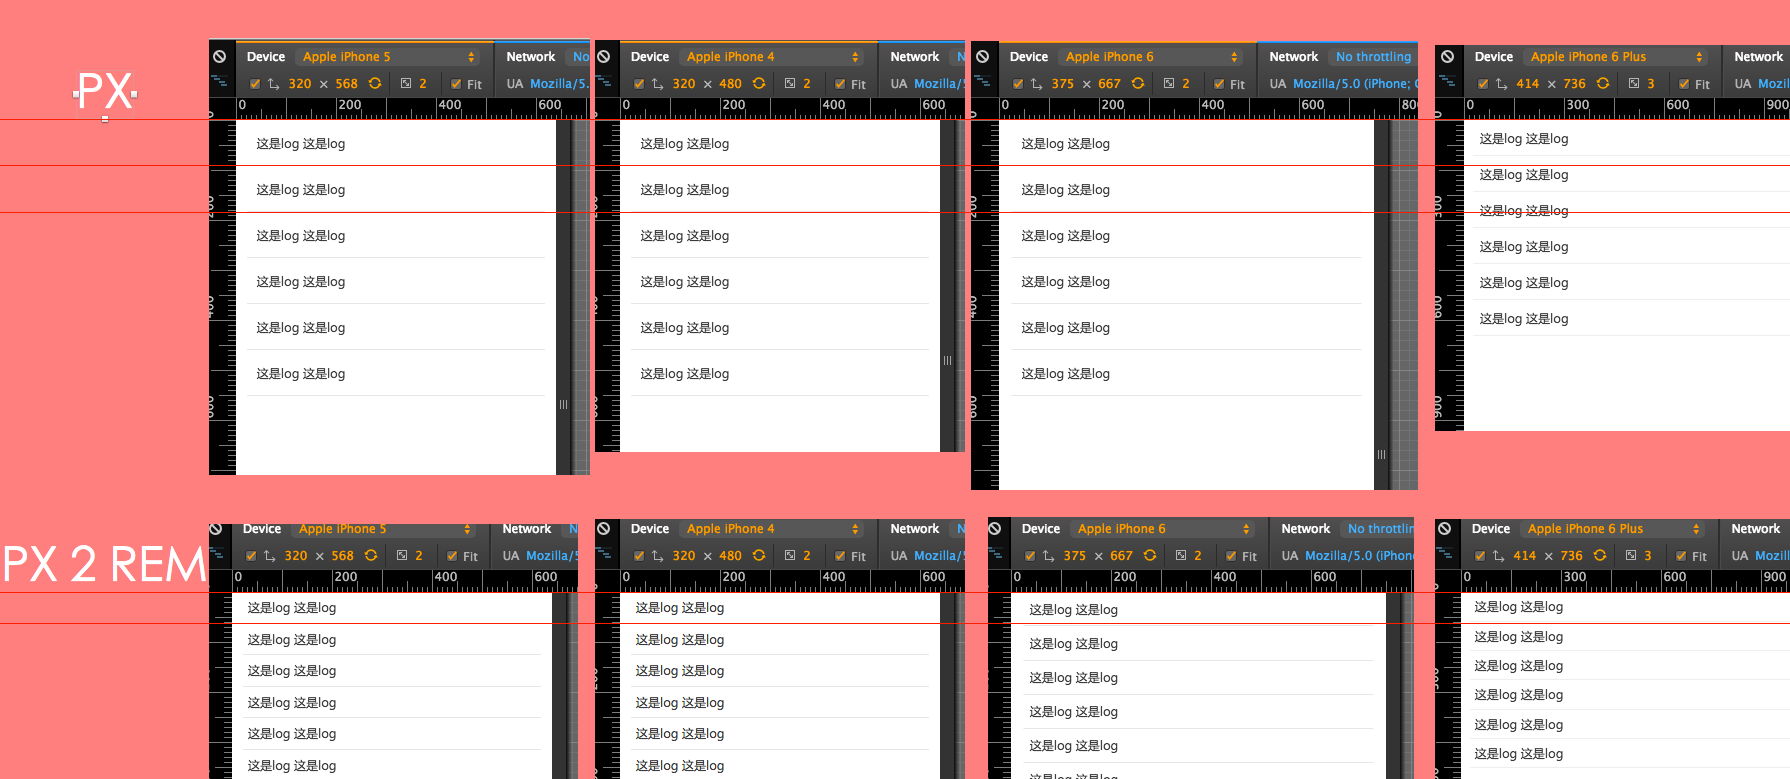 PX
Device Apple iPhone 5 Network No
320 × 568 2 Fit UA Mozilla/5.
0 200 400 600
这是log 这是log
这是log 这是log
这是log 这是log
这是log 这是log
这是log 这是log
这是log 这是log
Device Apple iPhone 4 Network N
320 × 480 2 Fit UA Mozilla/5
0 200 400 600
这是log 这是log
这是log 这是log
这是log 这是log
这是log 这是log
这是log 这是log
这是log 这是log
Device Apple iPhone 6 Network No throttling
375 × 667 2 Fit UA Mozilla/5.0 (iPhone;
0 200 400 600 80
200
400
600
这是log 这是log
这是log 这是log
这是log 这是log
这是log 这是log
这是log 这是log
这是log 这是log
Device Apple iPhone 6 Plus Network
414 × 736 3 Fit UA Mozi
0 300 600 900
300
600
900
这是log 这是log
这是log 这是log
这是log 这是log
这是log 这是log
这是log 这是log
这是log 这是log
PX 2 REM
Device Apple iPhone 5 Network N
320 × 568 2 Fit UA Mozilla/5
0 200 400 600
这是log 这是log
这是log 这是log
这是log 这是log
这是log 这是log
这是log 这是log
这是log 这是log
Device Apple iPhone 4 Network N
320 × 480 2 Fit UA Mozilla/5
0 200 400 600
这是log 这是log
这是log 这是log
这是log 这是log
这是log 这是log
这是log 这是log
这是log 这是log
Device Apple iPhone 6 Network No throttlin
375 × 667 2 Fit UA Mozilla/5.0 (iPhon
0 200 400 600
这是log 这是log
这是log 这是log
这是log 这是log
这是log 这是log
这是log 这是log
这是log 这是log
Device Apple iPhone 6 Plus Network
414 × 736 3 Fit UA Mozil
0 300 600 900
这是log 这是log
这是log 这是log
这是log 这是log
这是log 这是log
这是log 这是log
这是log 这是log